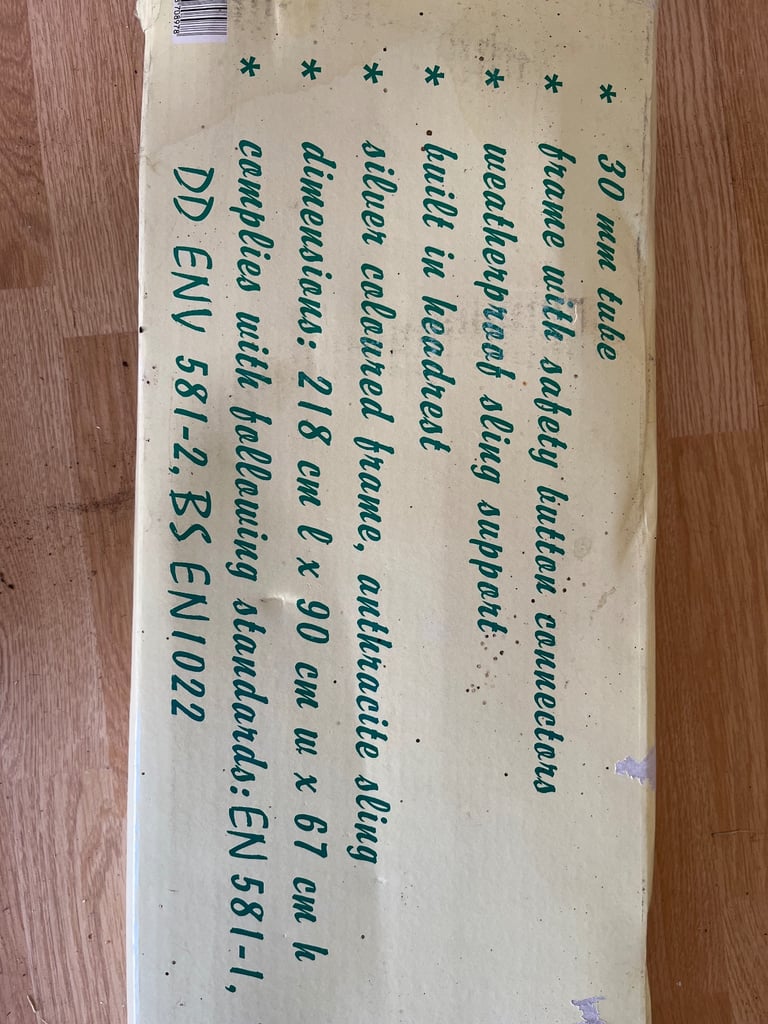 * 30 mm tube
* frame with safety button connectors
* weatherproof sling support
* built in headrest
* silver coloured frame, anthracite sling
* dimensions: 218 cm l x 90 cm w x 67 cm h
* complies with following standards: EN 581-1,
DD ENV 581-2, BS EN1022
708978